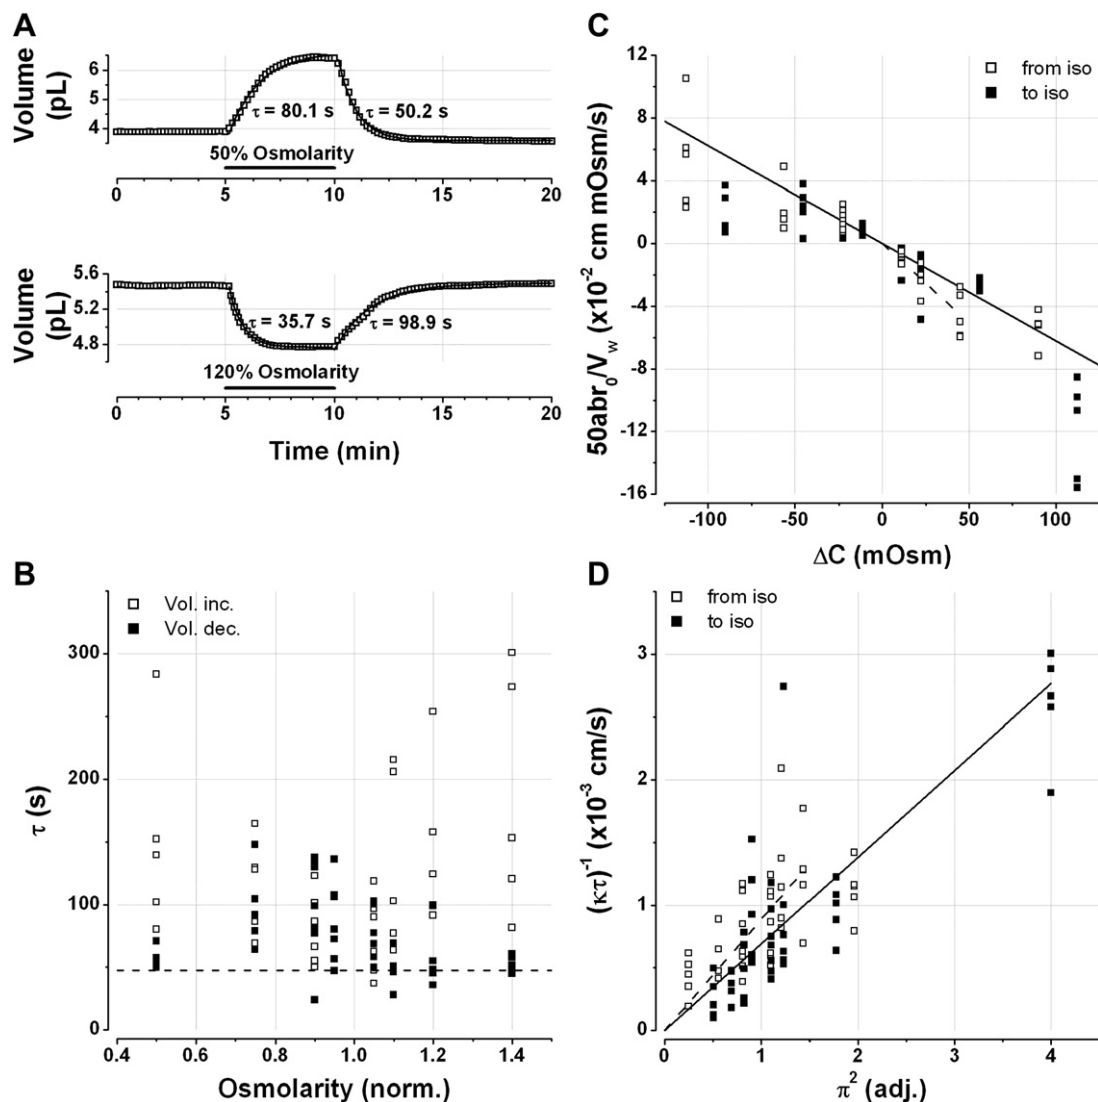 A
Volume
(pL)
6
5
4
τ = 80.1 s
τ = 50.2 s
50% Osmolarity
0
5
10
15
20
Volume
(pL)
5.6
5.2
4.8
τ = 35.7 s
τ = 98.9 s
120% Osmolarity
0
5
10
15
20
Time (min)
C
50abr₀/V_w (x10⁻² cm mOsm/s)
12
8
4
0
-4
-8
-12
-16
from iso
to iso
-100
-50
0
50
100
ΔC (mOsm)
B
Vol. inc.
Vol. dec.
τ (s)
300
200
100
0
0.4
0.6
0.8
1.0
1.2
1.4
Osmolarity (norm.)
D
from iso
to iso
(κτ)⁻¹ (x10⁻³ cm/s)
3
2
1
0
0
1
2
3
4
π² (adj.)